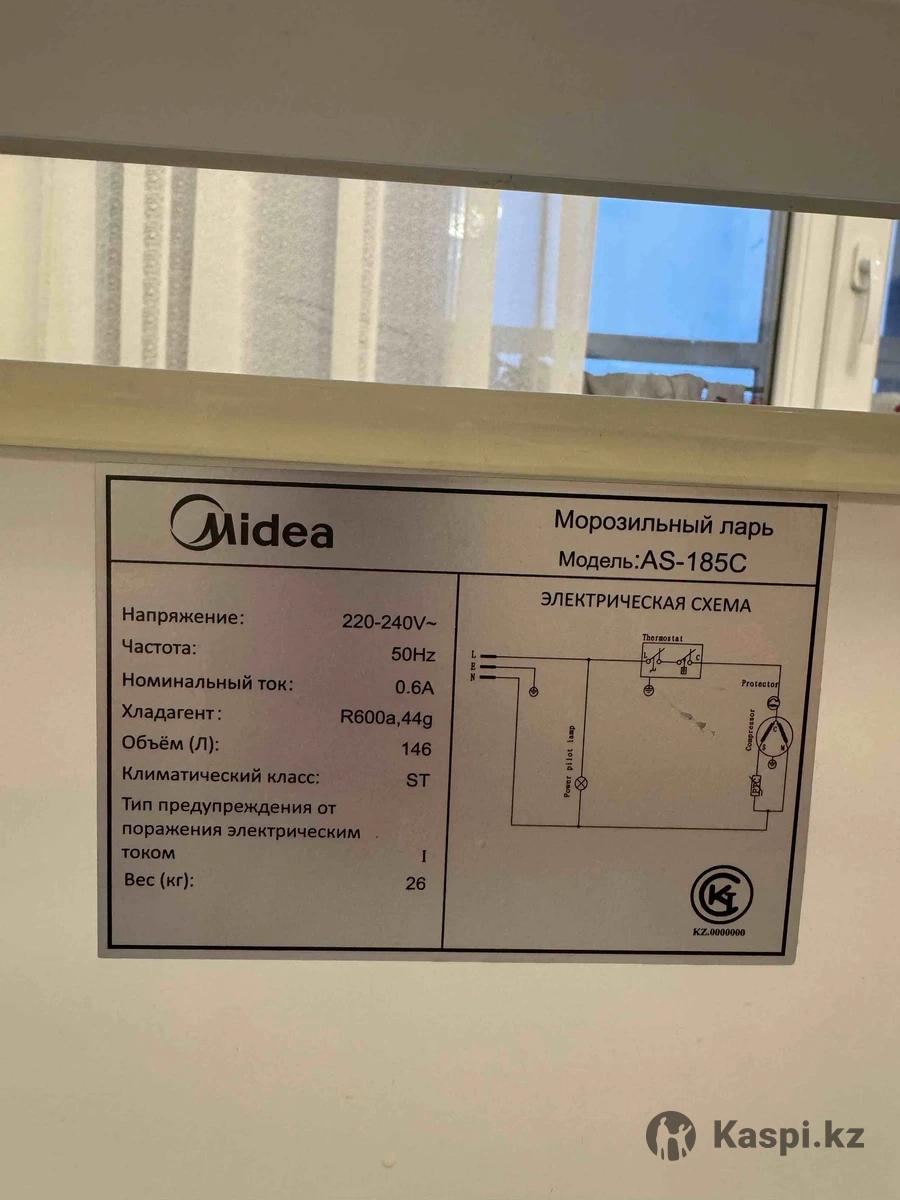 Midea
Морозильный ларь
Модель:AS-185C
Напряжение: 220-240V~
Частота: 50Hz
Номинальный ток: 0.6A
Хладагент: R600a,44g
Объём (Л): 146
Климатический класс: ST
Тип предупреждения от
поражения электрическим
током I
Вес (кг): 26
ЭЛЕКТРИЧЕСКАЯ СХЕМА
Thermostat
L C
L
E
N
Protector
Compressor
C
S M
PTC
Power pilot lamp
KZ.0000000
Kaspi.kz